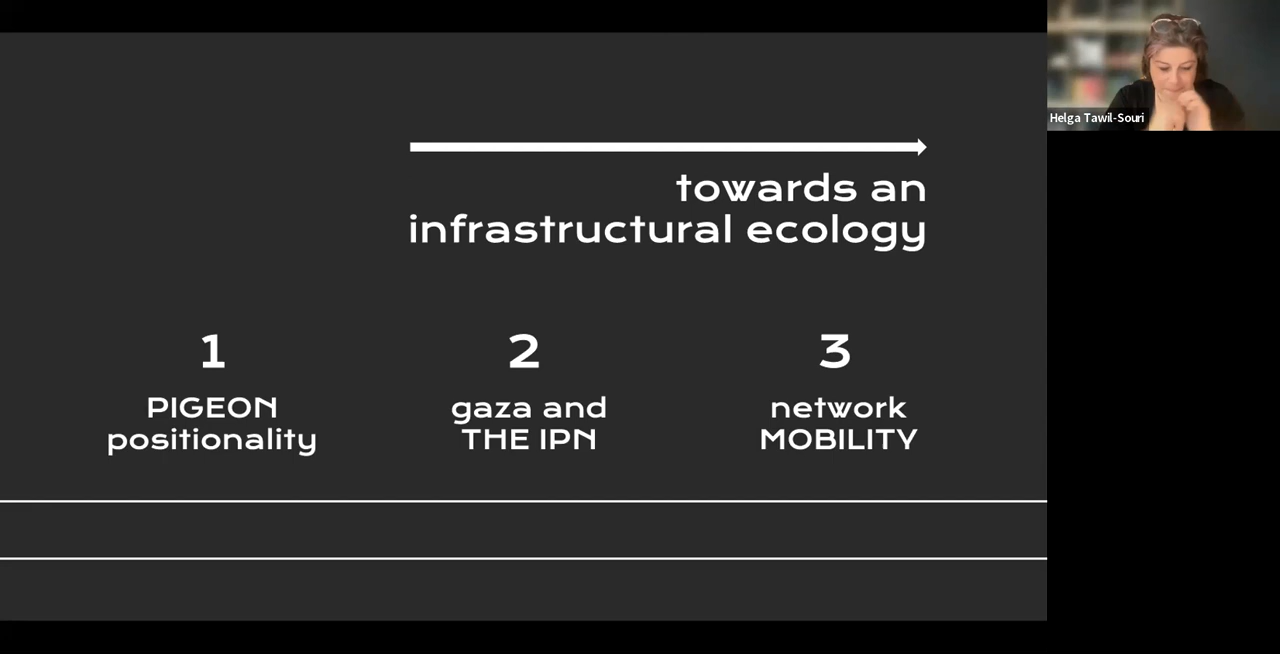 towards an
infrastructural ecology
1
PIGEON
positionality
2
gaza and
THE IPN
3
network
MOBILITY
Helga Tawil-Souri